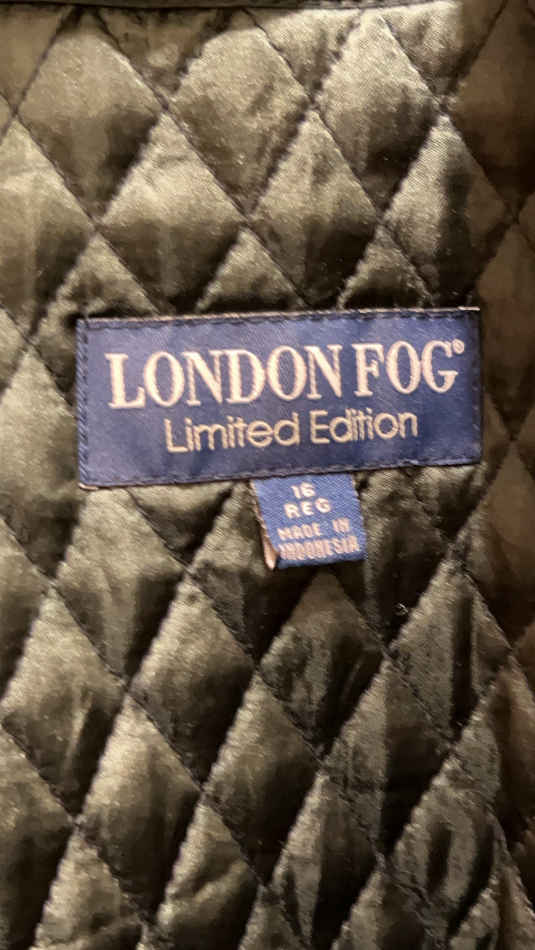 LONDON FOG®
Limited Edition
16
REG
MADE IN
INDONESIA